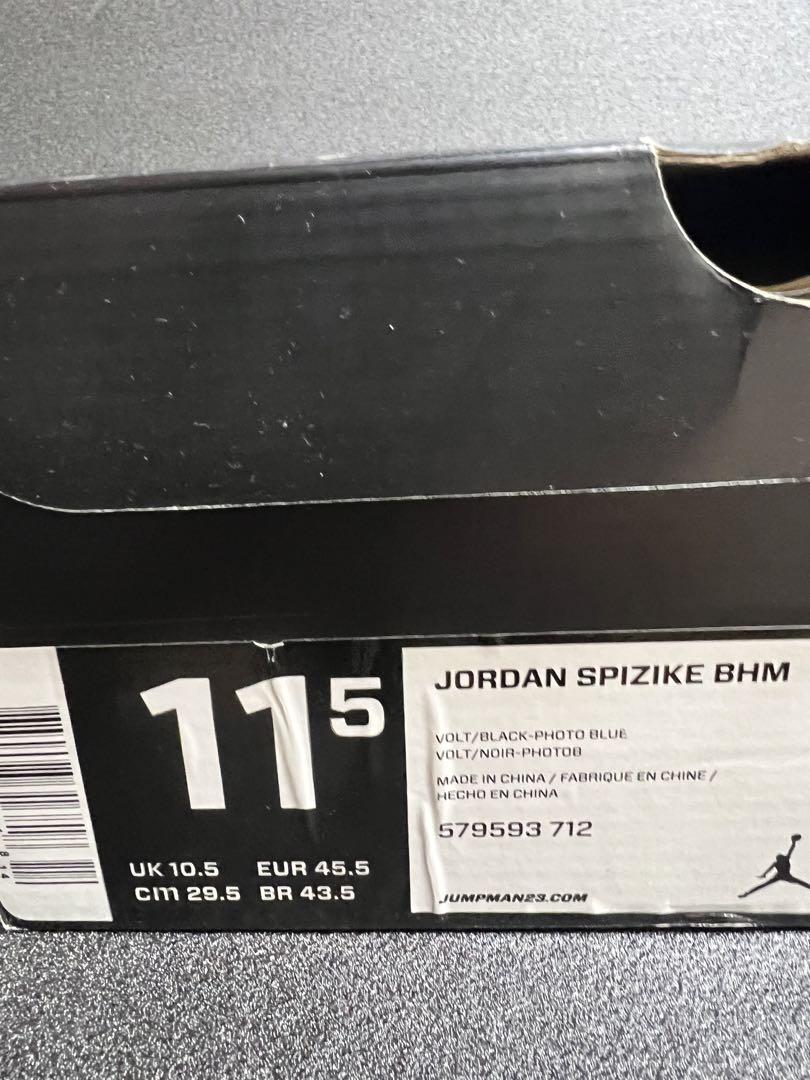 11 5
UK 10.5 EUR 45.5
cm 29.5 BR 43.5
JORDAN SPIZIKE BHM
VOLT/BLACK-PHOTO BLUE
VOLT/NOIR-PHOTOB
MADE IN CHINA / FABRIQUE EN CHINE /
HECHO EN CHINA
579593 712
JUMPMAN23.COM